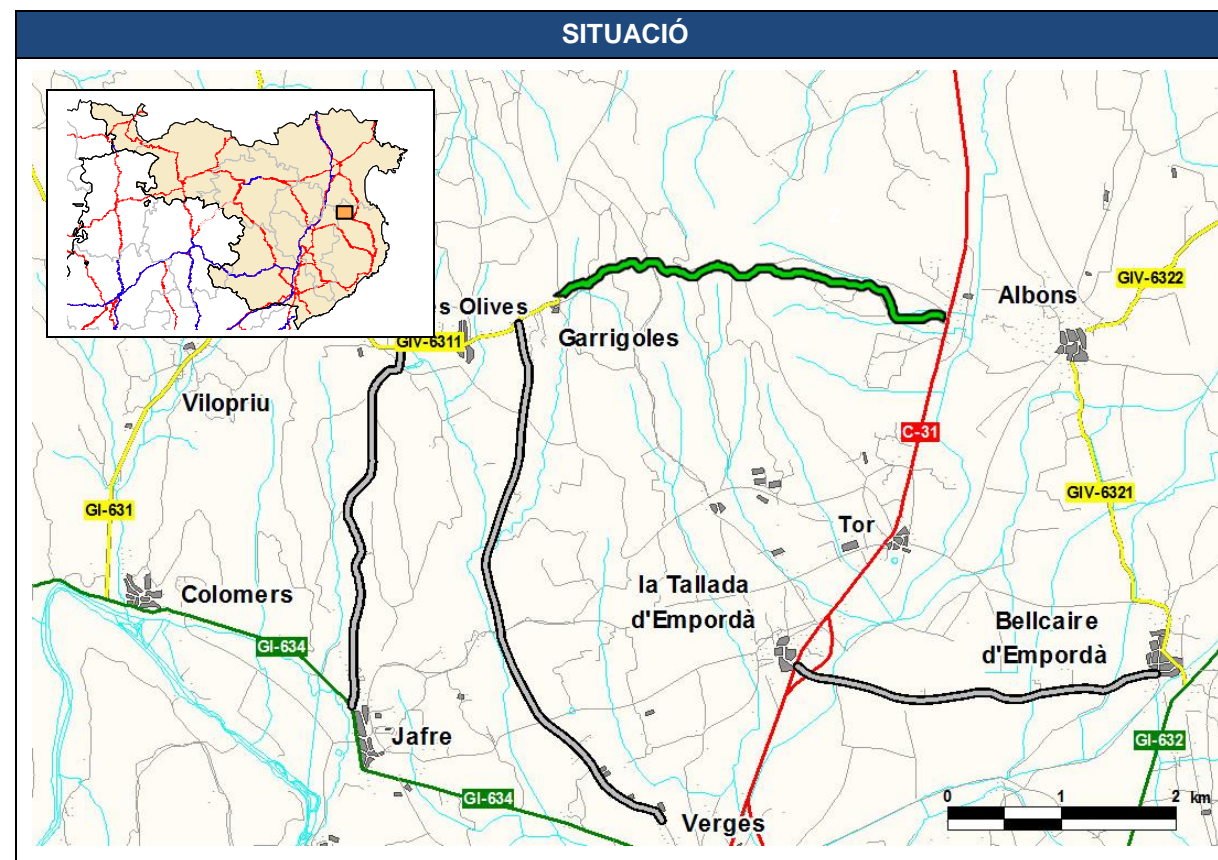 SITUACIÓ
GIV-6322
Albons
es Olives
Garrigoles
GIV-6311
Vilopriu
C-31
GIV-6321
GI-631
Tor
la Tallada
d'Empordà
Colomers
Bellcaire
d'Empordà
GI-634
Jafre
GI-632
GI-634
0 1 2 km
Verges